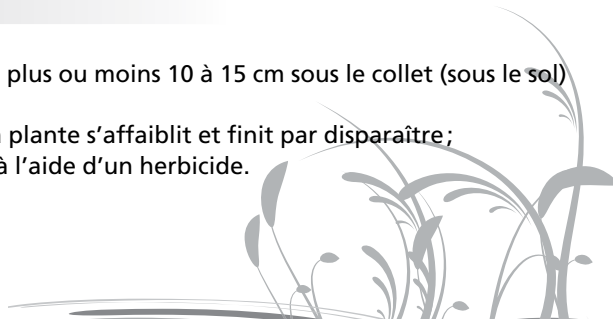 plus ou moins 10 à 15 cm sous le collet (sous le sol)
plante s’affaiblit et finit par disparaître ;
à l’aide d’un herbicide.